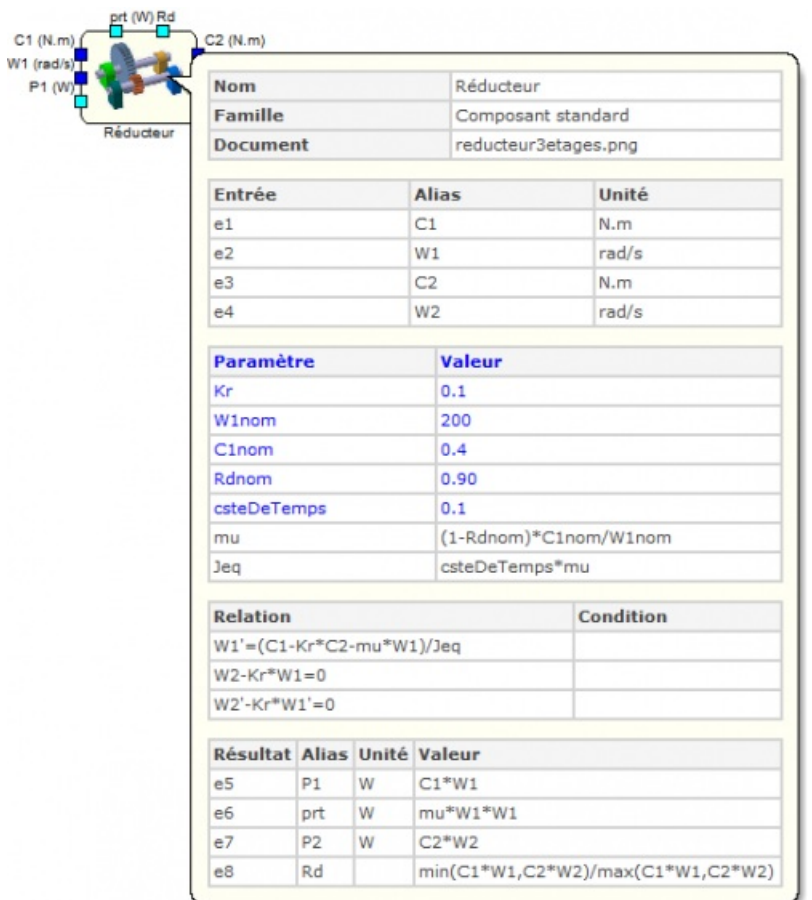 prt (W) Rd
C1 (N.m) C2 (N.m)
W1 (rad/s)
P1 (W)
Réducteur
Nom Réducteur
Famille Composant standard
Document reducteur3etages.png
Entrée Alias Unité
e1 C1 N.m
e2 W1 rad/s
e3 C2 N.m
e4 W2 rad/s
Paramètre Valeur
Kr 0.1
W1nom 200
C1nom 0.4
Rdnom 0.90
csteDeTemps 0.1
mu (1-Rdnom)*C1nom/W1nom
Jeq csteDeTemps*mu
Relation Condition
W1'=(C1-Kr*C2-mu*W1)/Jeq
W2-Kr*W1=0
W2'-Kr*W1'=0
Résultat Alias Unité Valeur
e5 P1 W C1*W1
e6 prt W mu*W1*W1
e7 P2 W C2*W2
e8 Rd min(C1*W1,C2*W2)/max(C1*W1,C2*W2)